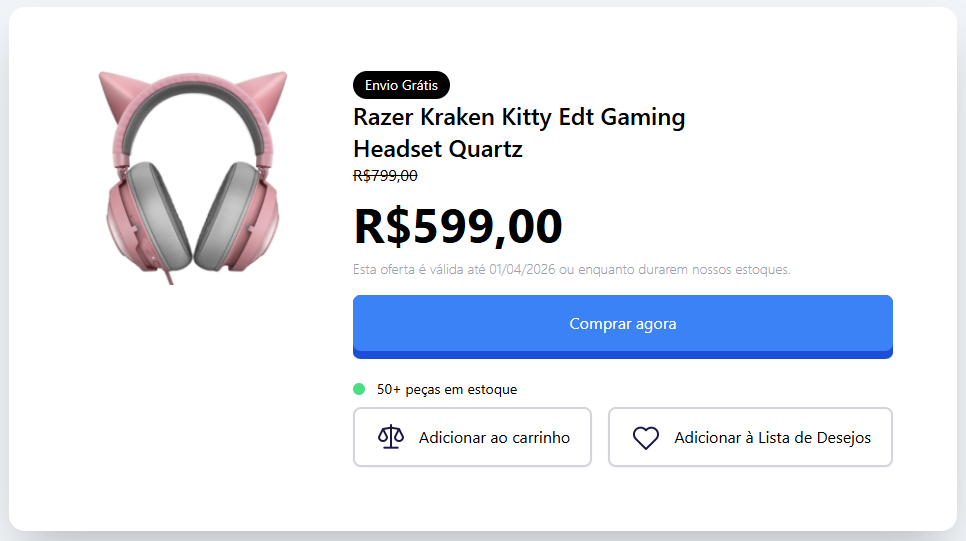 Envio Grátis
Razer Kraken Kitty Edt Gaming
Headset Quartz
R$799,00
R$599,00
Esta oferta é válida até 01/04/2026 ou enquanto durarem nossos estoques.
Comprar agora
50+ peças em estoque
Adicionar ao carrinho
Adicionar à Lista de Desejos